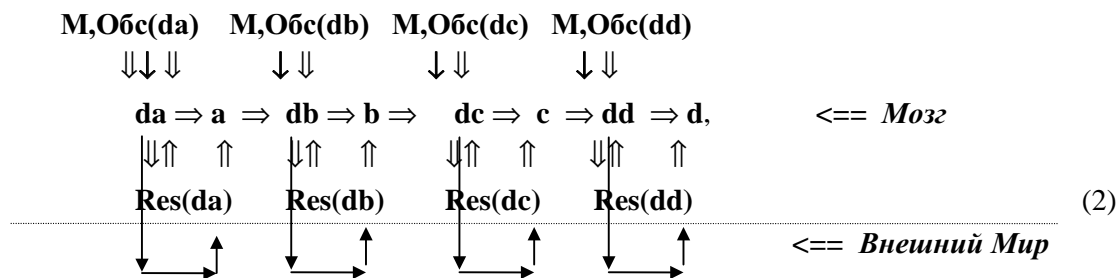 М,Обс(da) М,Обс(db) М,Обс(dc) М,Обс(dd)
⇓↓⇓ ↓⇓ ↓⇓ ↓⇓
da ⇒ a ⇒ db ⇒ b ⇒ dc ⇒ c ⇒ dd ⇒ d, <== Мозг
⇓⇑ ⇑ ⇓⇑ ⇑ ⇓⇑ ⇑ ⇓⇑ ⇑
Res(da) Res(db) Res(dc) Res(dd) (2)
<== Внешний Мир